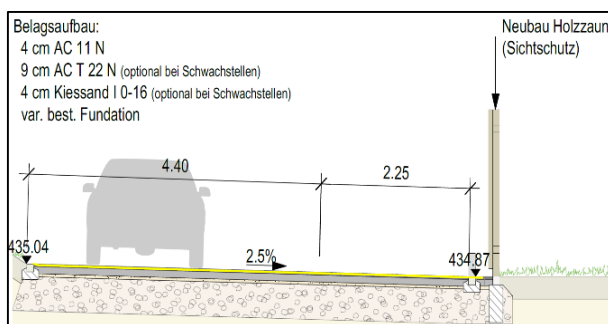 Belagsaufbau:
4 cm AC 11 N
9 cm AC T 22 N (optional bei Schwachstellen)
4 cm Kiessand I 0-16 (optional bei Schwachstellen)
var. best. Fundation
Neubau Holzzaun
(Sichtschutz)
4.40
2.25
435.04
2.5%
434.87